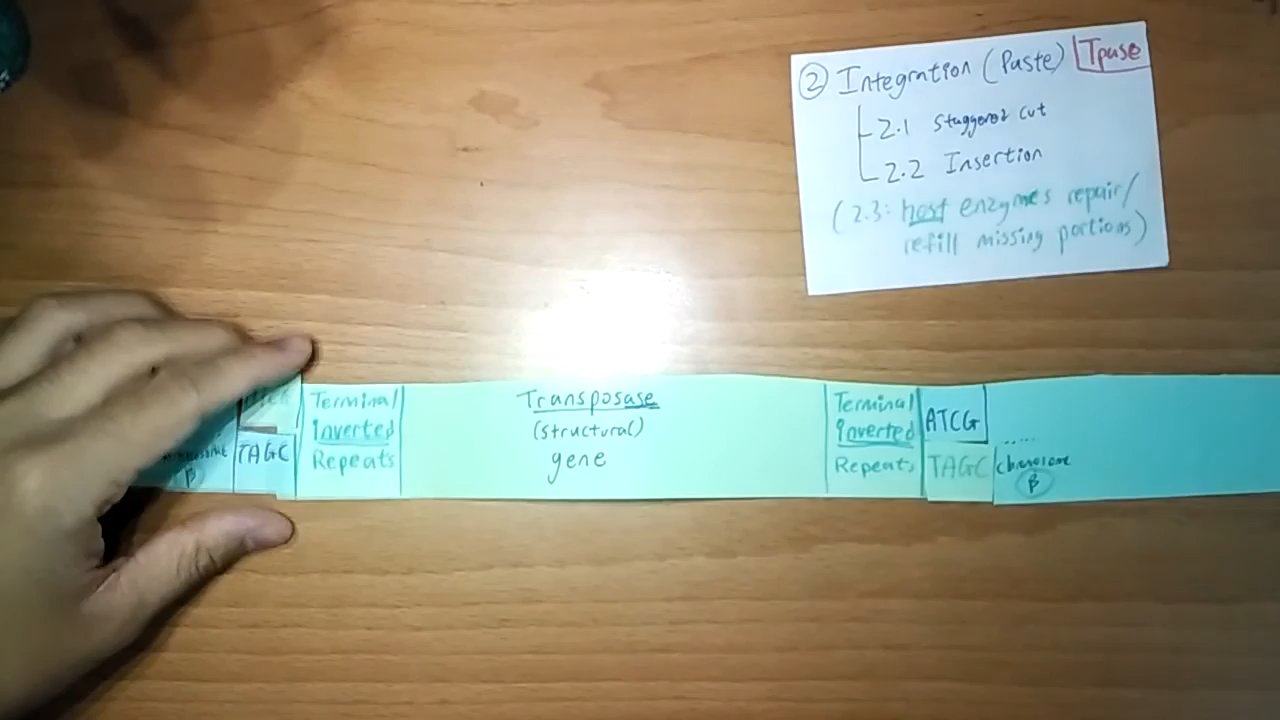 ② Integration (Paste) Tpase
2.1 staggered cut
2.2 Insertion
(2.3: host enzymes repair/
refill missing portions)
TAGC
β
Terminal
Inverted
Repeats
Transposase
(structural)
gene
Terminal
Inverted
Repeats
ATCG
TAGC
.....
chromosome
β